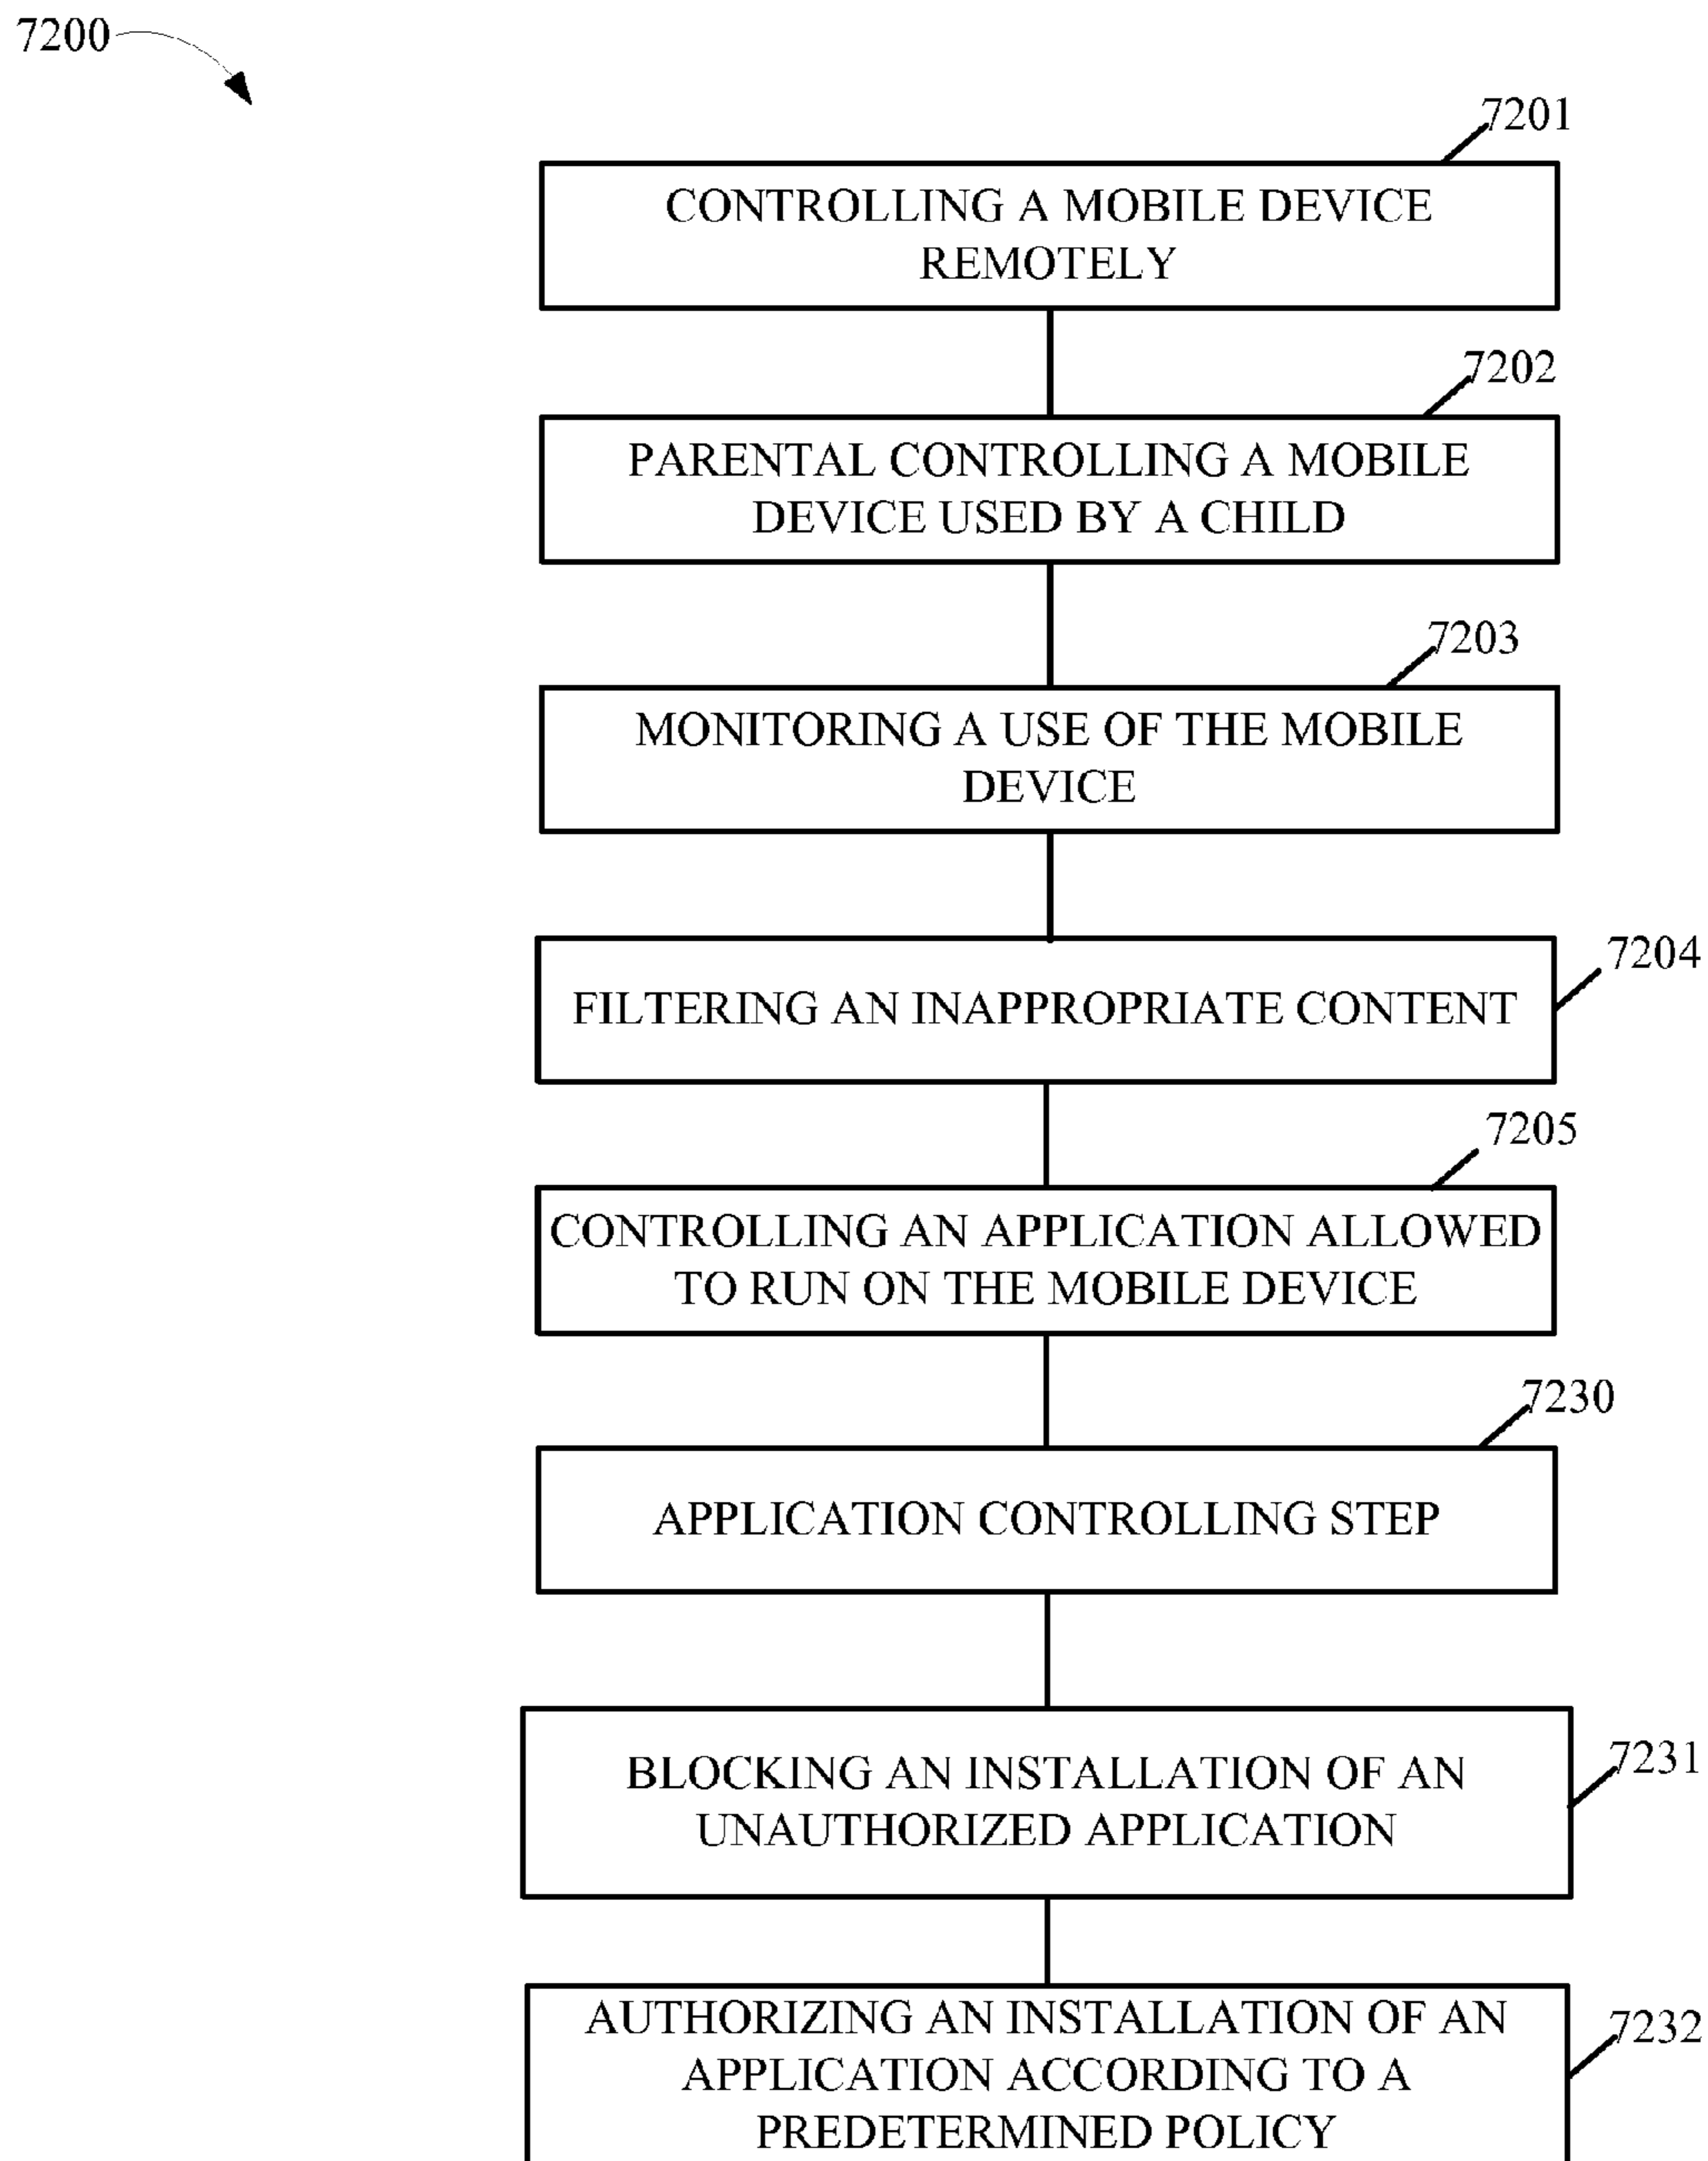 7200
7201
CONTROLLING A MOBILE DEVICE
REMOTELY
7202
PARENTAL CONTROLLING A MOBILE
DEVICE USED BY A CHILD
7203
MONITORING A USE OF THE MOBILE
DEVICE
7204
FILTERING AN INAPPROPRIATE CONTENT
7205
CONTROLLING AN APPLICATION ALLOWED
TO RUN ON THE MOBILE DEVICE
7230
APPLICATION CONTROLLING STEP
7231
BLOCKING AN INSTALLATION OF AN
UNAUTHORIZED APPLICATION
7232
AUTHORIZING AN INSTALLATION OF AN
APPLICATION ACCORDING TO A
PREDETERMINED POLICY